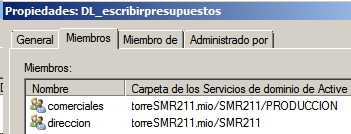 Propiedades: DL_escribirpresupuestos
General Miembros Miembro de Administrado por
Miembros:
Nombre Carpeta de los Servicios de dominio de Active
comerciales torreSMR211.mio/SMR211/PRODUCCION
direccion torreSMR211.mio/SMR211